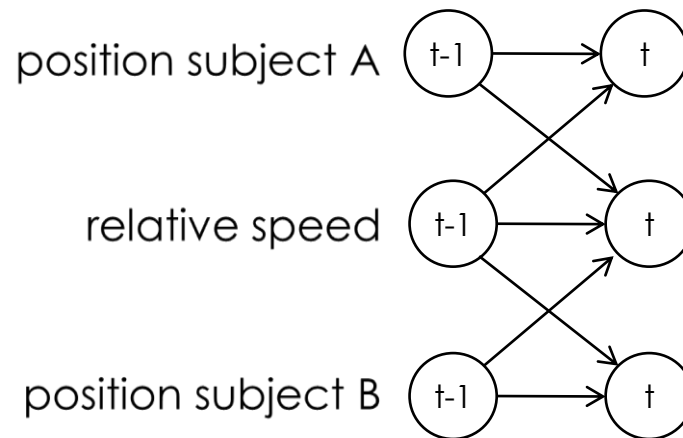 position subject A t-1 t
relative speed t-1 t
position subject B t-1 t